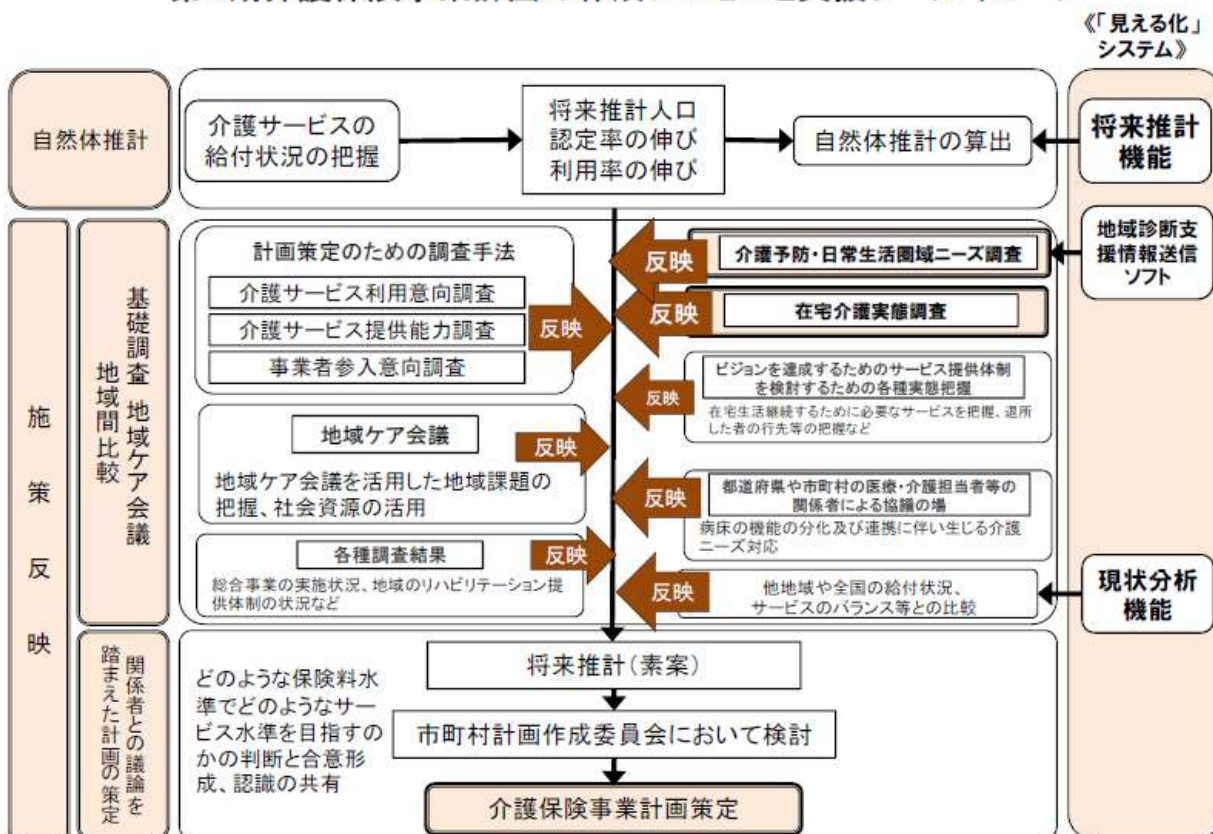 《「見える化」
システム》
自然体推計
介護サービスの
給付状況の把握
将来推計人口
認定率の伸び
利用率の伸び
自然体推計の算出
将来推計
機能
施策反映
基礎調査 地域ケア会議
地域間比較
計画策定のための調査手法
介護サービス利用意向調査
介護サービス提供能力調査
事業者参入意向調査
反映
反映
介護予防・日常生活圏域ニーズ調査
地域診断支
援情報送信
ソフト
反映
在宅介護実態調査
反映
ビジョンを達成するためのサービス提供体制
を検討するための各種実態把握
在宅生活継続するために必要なサービスを把握、退所
した者の行先等の把握など
地域ケア会議
地域ケア会議を活用した地域課題の
把握、社会資源の活用
反映
反映
都道府県や市町村の医療・介護担当者等の
関係者による協議の場
病床の機能の分化及び連携に伴い生じる介護
ニーズ対応
各種調査結果
総合事業の実施状況、地域のリハビリテーション提
供体制の状況など
反映
反映
他地域や全国の給付状況、
サービスのバランス等との比較
現状分析
機能
関係者との議論を
踏まえた計画の策定
どのような保険料水
準でどのようなサー
ビス水準を目指すの
かの判断と合意形
成、認識の共有
将来推計（素案）
市町村計画作成委員会において検討
介護保険事業計画策定